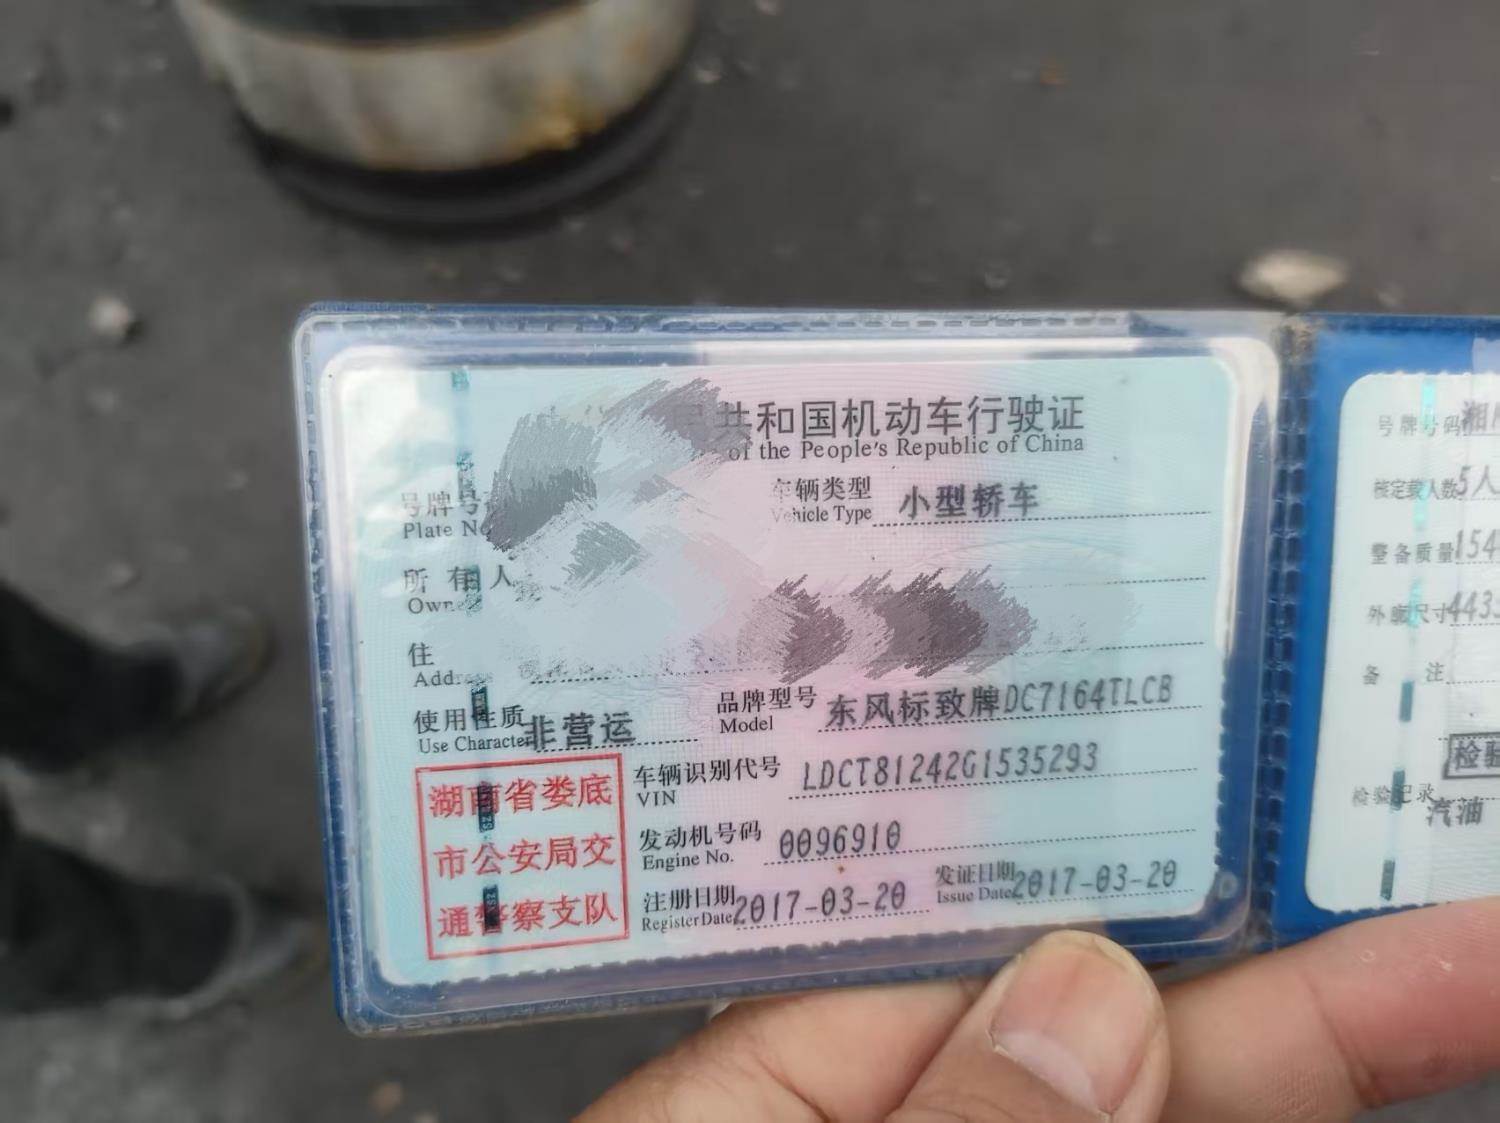 共和国机动车行驶证
of the People's Republic of China
号牌号
Plate No
车辆类型
Vehicle Type
小型轿车
所有人
Own
住
Address
使用性质
Use Character
非营运
品牌型号
Model
东风标致牌DC7164TLCB
湖南省娄底
市公安局交
通警察支队
车辆识别代号
VIN
LDCT81242G1535293
发动机号码
Engine No.
0096910
注册日期
Register Date
2017-03-20
发证日期
Issue Date
2017-03-20
号牌号码
湘
核定载人数
5人
整备质量
154
外廓尺寸
443
备注
检验记录
检验
汽油